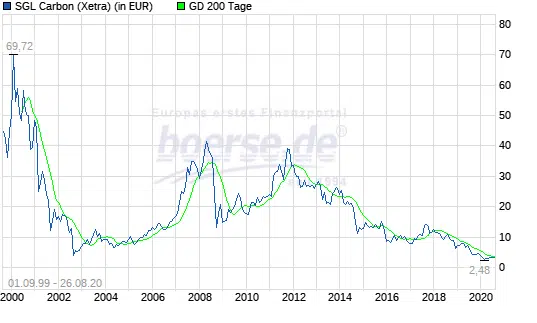 SGL Carbon (Xetra) (in EUR) GD 200 Tage
80
69,72
70
60
50
Europas erstes Finanzportal
boerse.de®
40
30
20
10
0
2,48
01.09.99 - 26.08.20
2000 2002 2004 2006 2008 2010 2012 2014 2016 2018 2020